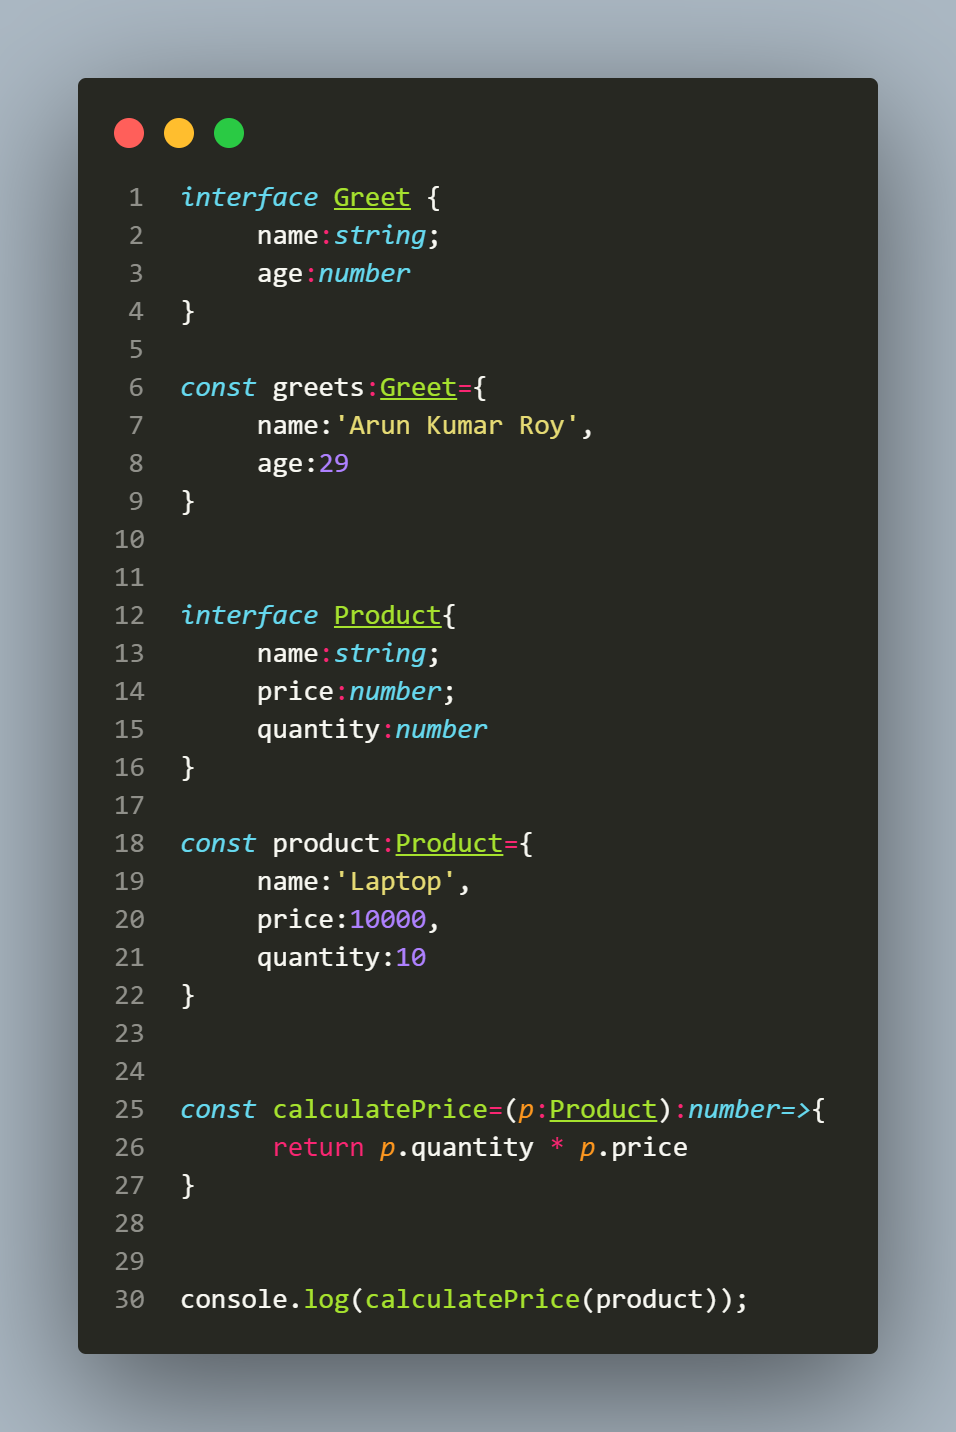 1 interface Greet {
2 name:string;
3 age:number
4 }
5
6 const greets:Greet={
7 name:'Arun Kumar Roy',
8 age:29
9 }
10
11
12 interface Product{
13 name:string;
14 price:number;
15 quantity:number
16 }
17
18 const product:Product={
19 name:'Laptop',
20 price:10000,
21 quantity:10
22 }
23
24
25 const calculatePrice=(p:Product):number=>{
26 return p.quantity * p.price
27 }
28
29
30 console.log(calculatePrice(product));